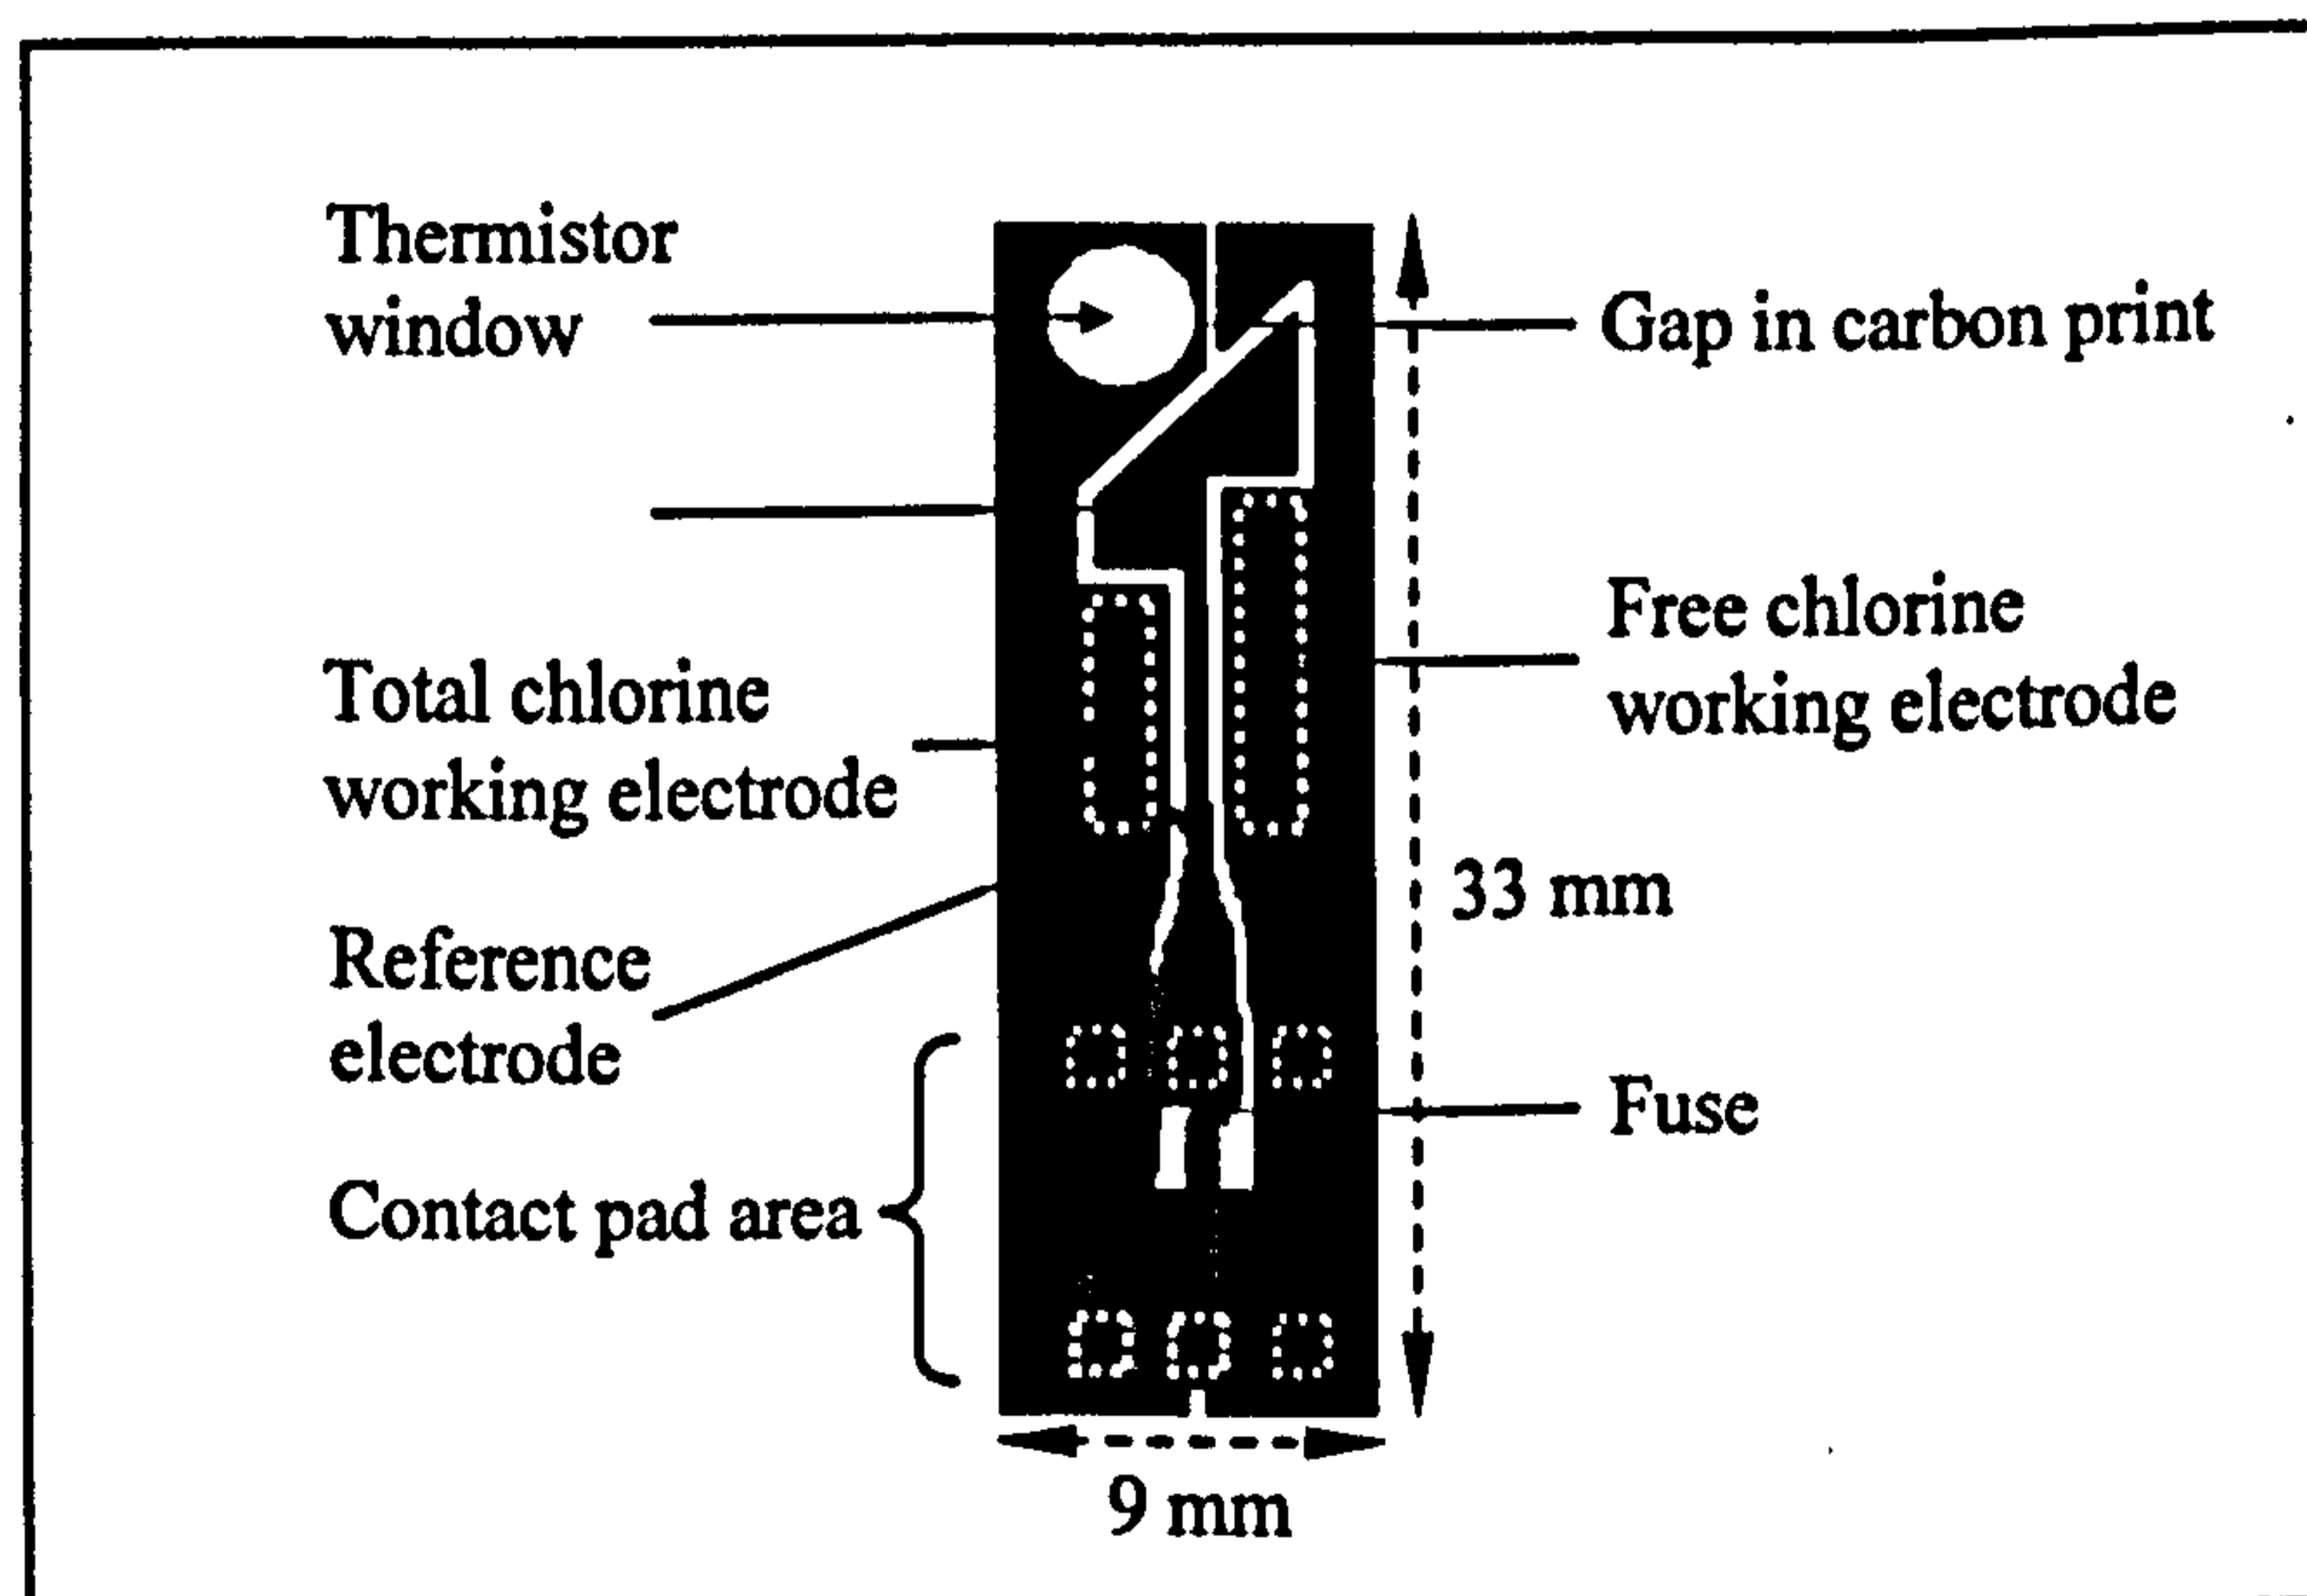 Thermistor
window
Gap in carbon print
Total chlorine
working electrode
Free chlorine
working electrode
33 mm
Reference
electrode
Contact pad area
Fuse
9 mm